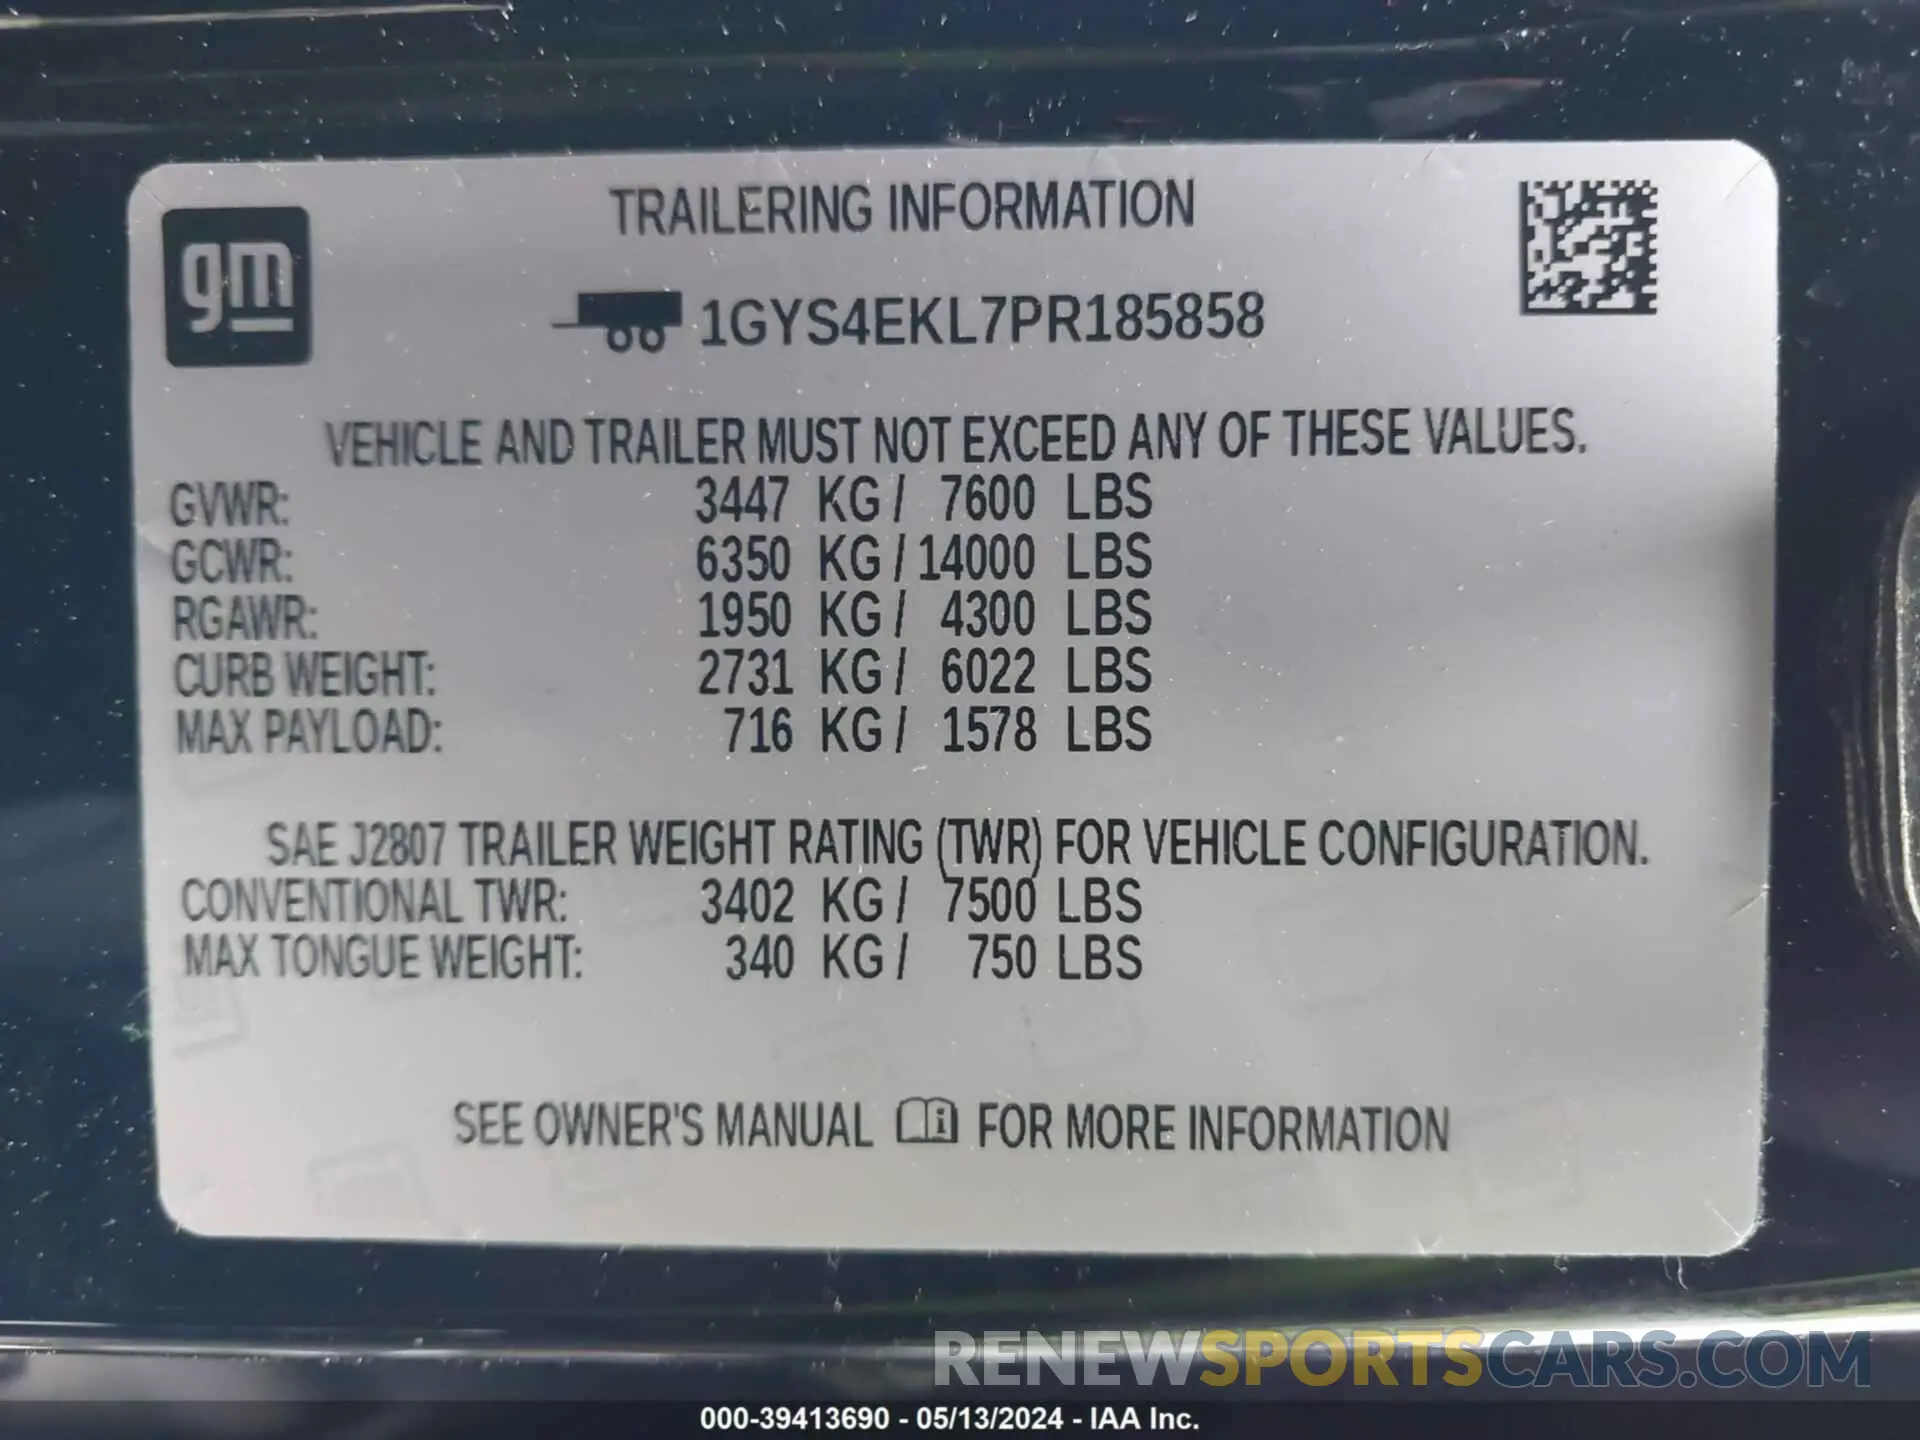 gm
TRAILERING INFORMATION
1GYS4EKL7PR185858
VEHICLE AND TRAILER MUST NOT EXCEED ANY OF THESE VALUES.
GVWR: 3447 KG / 7600 LBS
GCWR: 6350 KG / 14000 LBS
RGAWR: 1950 KG / 4300 LBS
CURB WEIGHT: 2731 KG / 6022 LBS
MAX PAYLOAD: 716 KG / 1578 LBS
SAE J2807 TRAILER WEIGHT RATING (TWR) FOR VEHICLE CONFIGURATION.
CONVENTIONAL TWR: 3402 KG / 7500 LBS
MAX TONGUE WEIGHT: 340 KG / 750 LBS
SEE OWNER'S MANUAL i FOR MORE INFORMATION
RENEWSPORTSCARS.COM
000-39413690 - 05/13/2024 - IAA Inc.